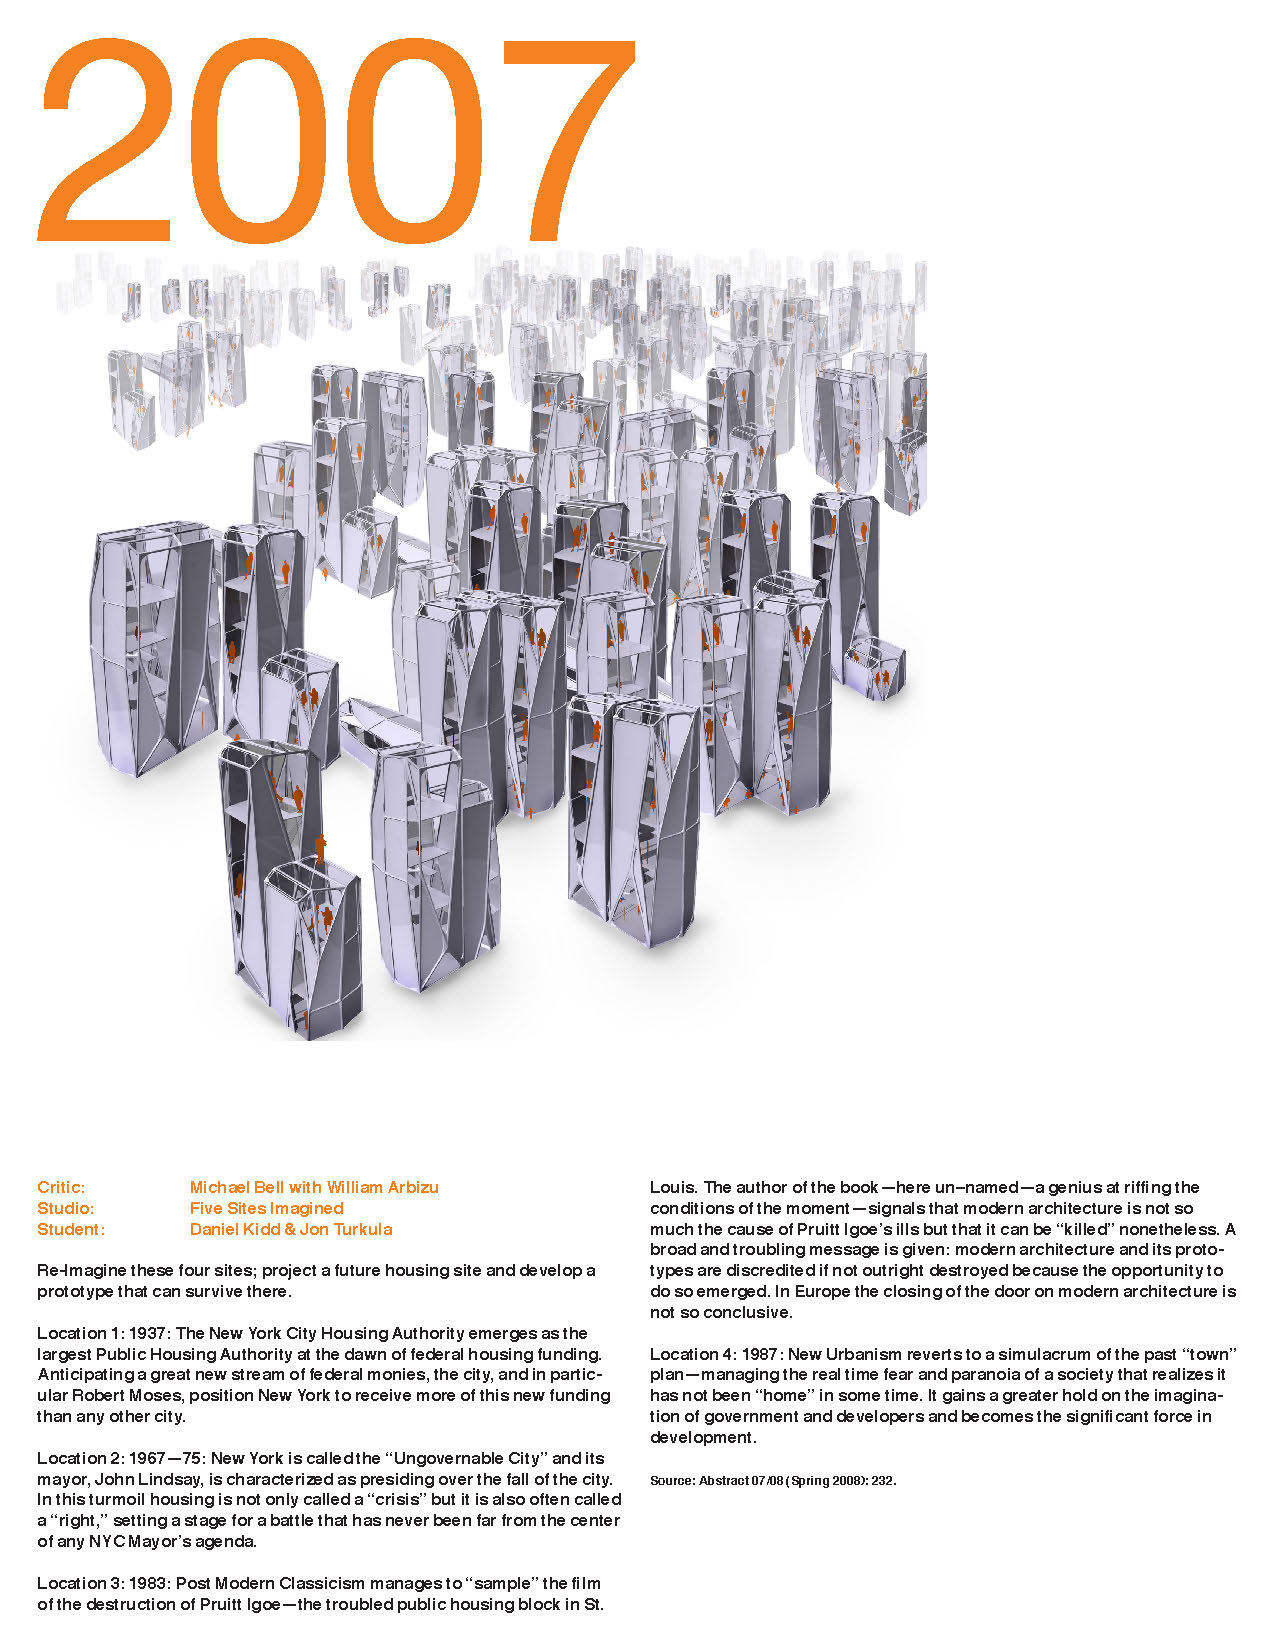 2007
Critic: Michael Bell with William Arbizu
Studio: Five Sites Imagined
Student: Daniel Kidd & Jon Turkula
Re-Imagine these four sites; project a future housing site and develop a
prototype that can survive there.
Location 1: 1937: The New York City Housing Authority emerges as the
largest Public Housing Authority at the dawn of federal housing funding.
Anticipating a great new stream of federal monies, the city, and in partic-
ular Robert Moses, position New York to receive more of this new funding
than any other city.
Location 2: 1967—75: New York is called the “Ungovernable City” and its
mayor, John Lindsay, is characterized as presiding over the fall of the city.
In this turmoil housing is not only called a “crisis” but it is also often called
a “right,” setting a stage for a battle that has never been far from the center
of any NYC Mayor’s agenda.
Location 3: 1983: Post Modern Classicism manages to “sample” the film
of the destruction of Pruitt Igoe—the troubled public housing block in St.
Louis. The author of the book—here un–named—a genius at riffing the
conditions of the moment—signals that modern architecture is not so
much the cause of Pruitt Igoe’s ills but that it can be “killed” nonetheless. A
broad and troubling message is given: modern architecture and its proto-
types are discredited if not outright destroyed because the opportunity to
do so emerged. In Europe the closing of the door on modern architecture is
not so conclusive.
Location 4: 1987: New Urbanism reverts to a simulacrum of the past “town”
plan—managing the real time fear and paranoia of a society that realizes it
has not been “home” in some time. It gains a greater hold on the imagina-
tion of government and developers and becomes the significant force in
development.
Source: Abstract 07/08 (Spring 2008): 232.